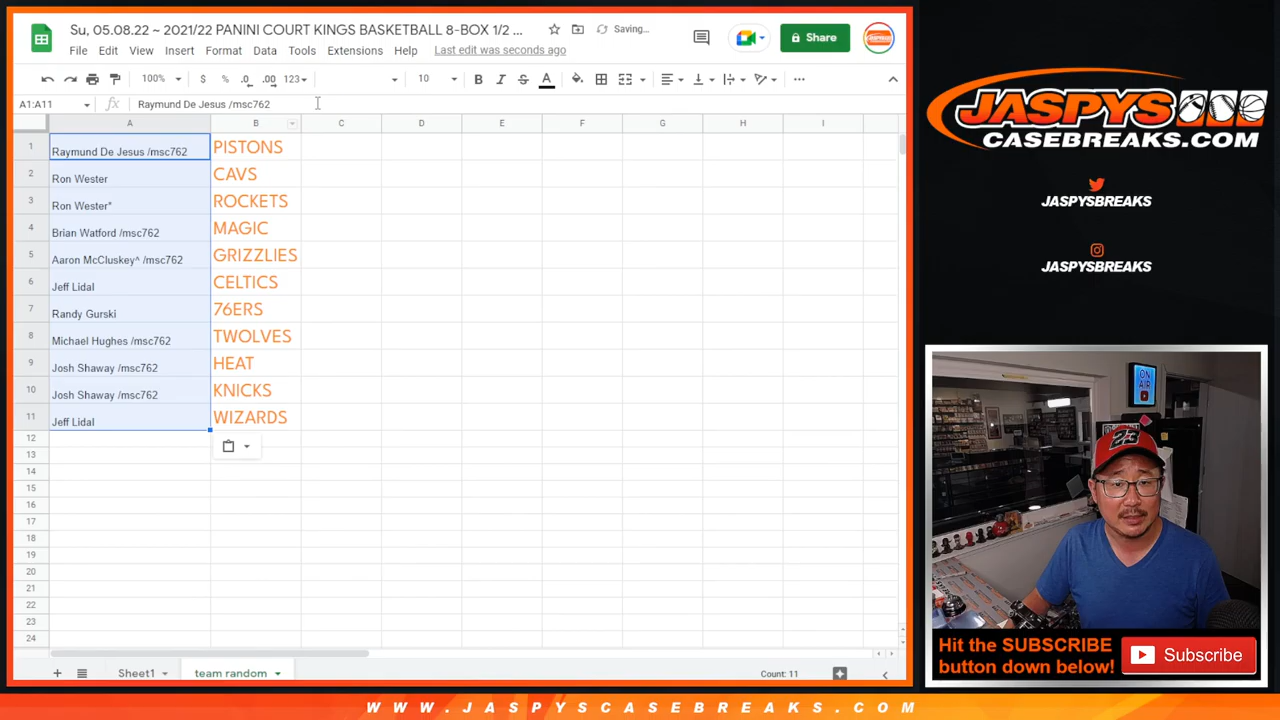 Su, 05.08.22 ~ 2021/22 PANINI COURT KINGS BASKETBALL 8-BOX 1/2 ...
Saving...
File Edit View Insert Format Data Tools Extensions Help Last edit was seconds ago
Share
100% $ % .0 .00 123 10 B I S A
A1:A11 fx Raymund De Jesus /msc762
A B C D E F G H I
1 Raymund De Jesus /msc762 PISTONS
2 Ron Wester CAVS
3 Ron Wester* ROCKETS
4 Brian Watford /msc762 MAGIC
5 Aaron McCluskey^ /msc762 GRIZZLIES
6 Jeff Lidal CELTICS
7 Randy Gurski 76ERS
8 Michael Hughes /msc762 TWOLVES
9 Josh Shaway /msc762 HEAT
10 Josh Shaway /msc762 KNICKS
11 Jeff Lidal WIZARDS
12
13
14
15
16
17
18
19
20
21
22
23
24
Sheet1 team random Count: 11
JASPYS
CASEBREAKS.COM
JASPYSBREAKS
JASPYSBREAKS
ON
AIR
23
Hit the SUBSCRIBE
button down below!
Subscribe
WWW.JASPYSCASEBREAKS.COM